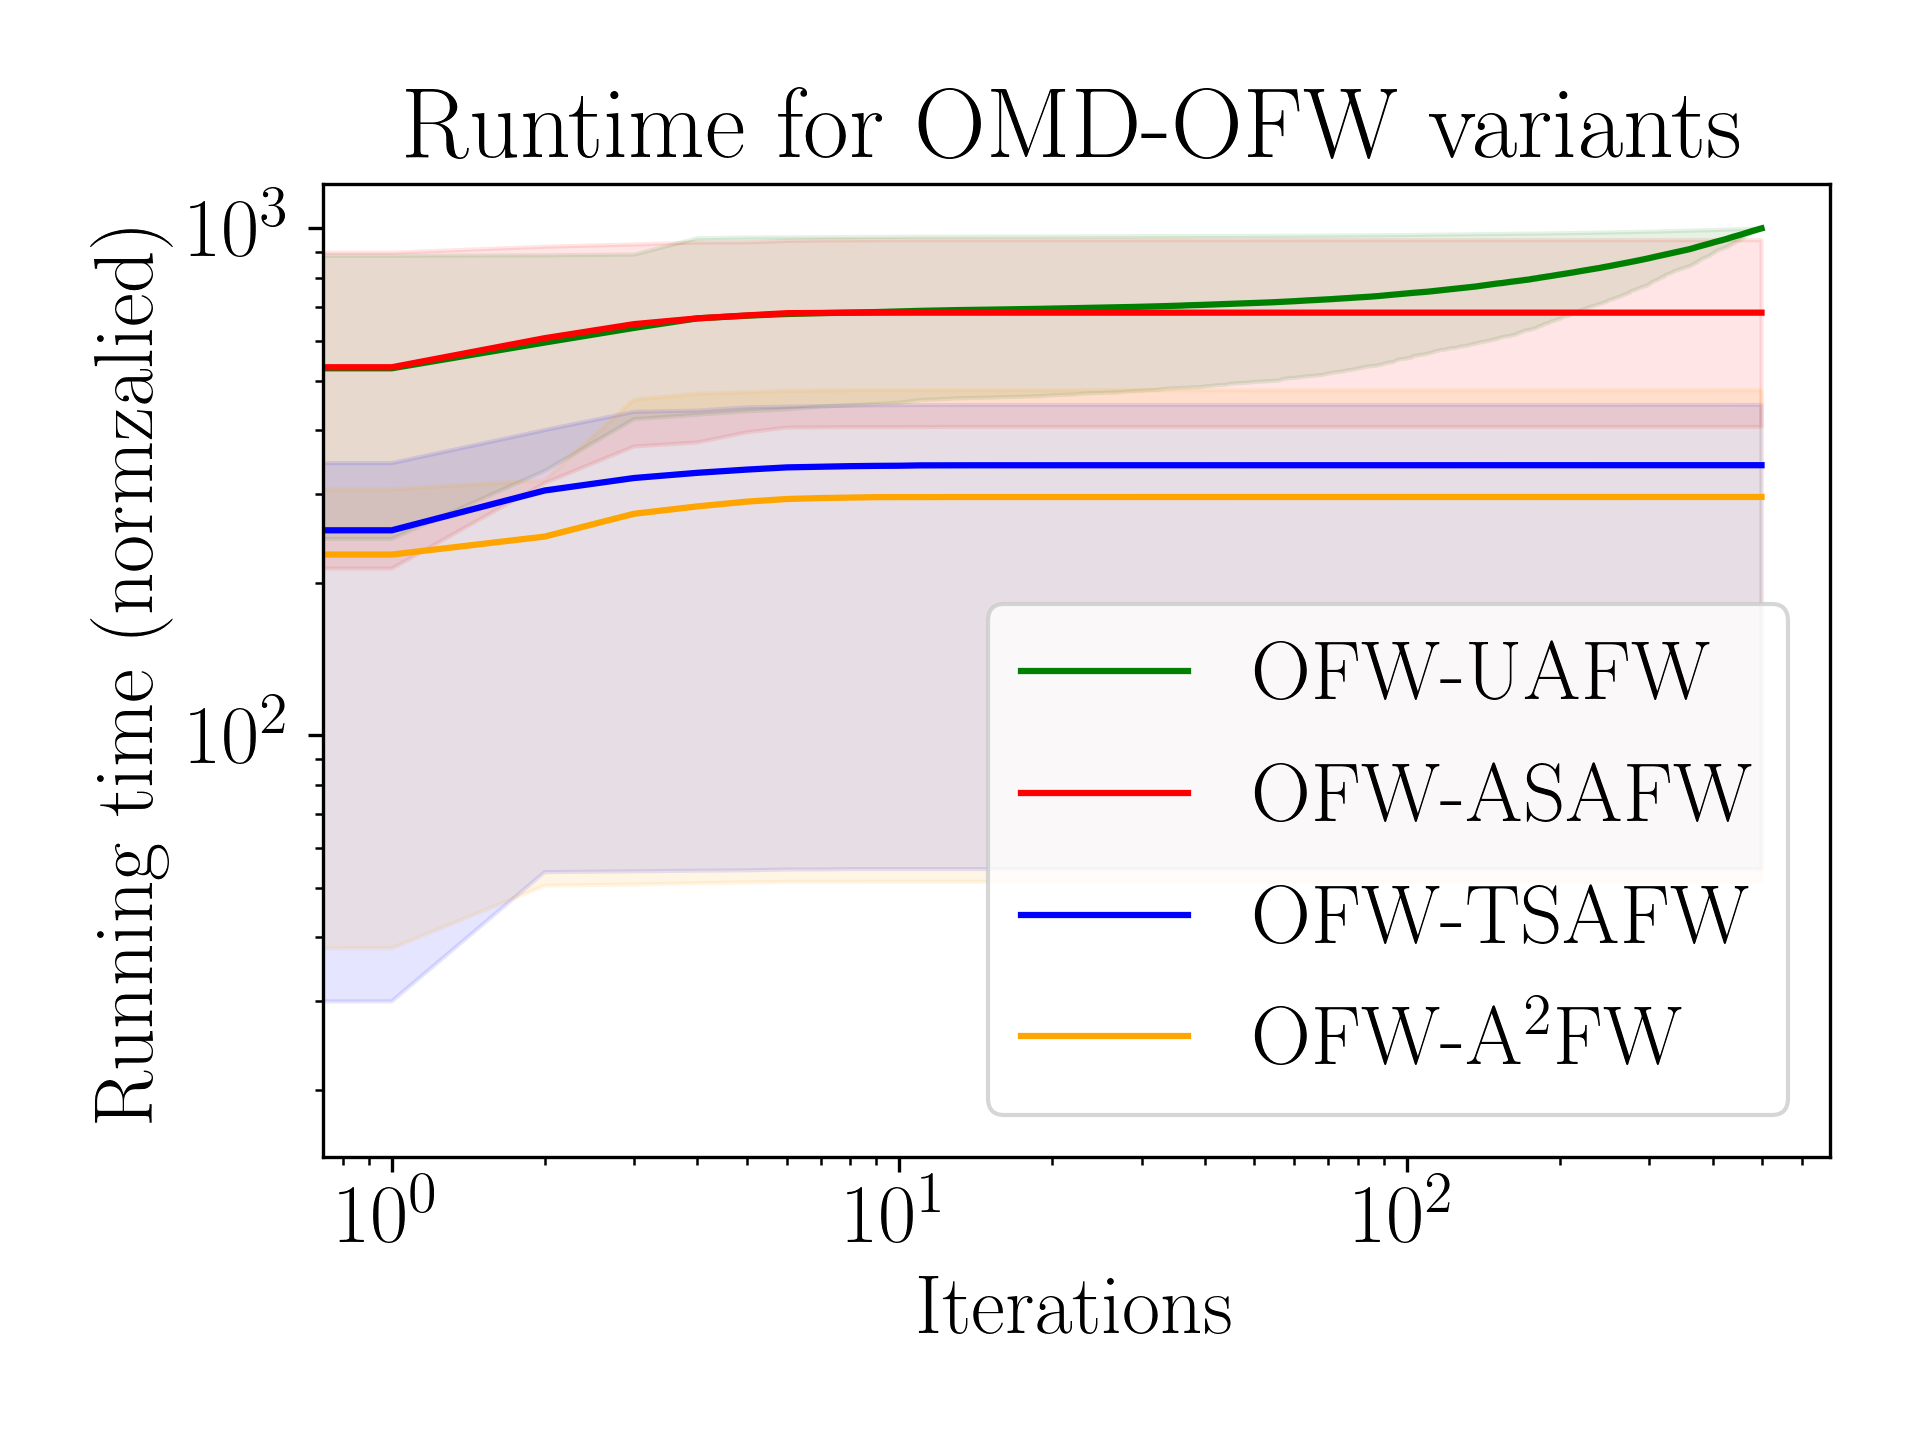 Runtime for OMD-OFW variants
Running time (normzalied)
10³
10²
OFW-UAFW
OFW-ASAFW
OFW-TSAFW
OFW-A²FW
10⁰ 10¹ 10²
Iterations